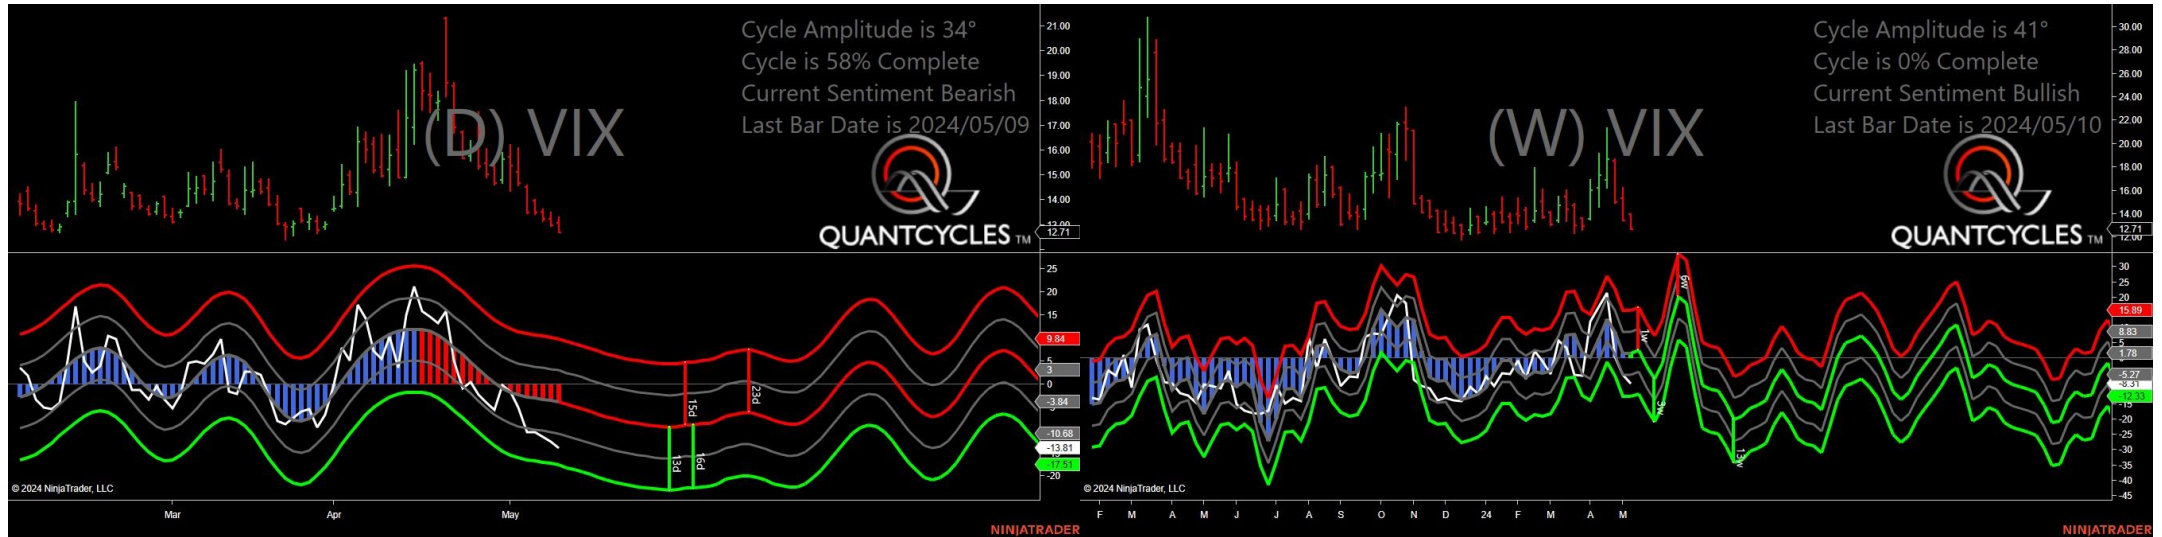 Cycle Amplitude is 34°
Cycle is 58% Complete
Current Sentiment Bearish
Last Bar Date is 2024/05/09
(D) VIX
QUANTCYCLES TM
21.00
20.00
19.00
18.00
17.00
16.00
15.00
14.00
13.00
12.71
25
20
15
9.84
5
3
0
-3.84
-10.68
-13.81
-17.51
-20
15d
23d
13d
16d
© 2024 NinjaTrader, LLC
Mar Apr May
NINJATRADER
Cycle Amplitude is 41°
Cycle is 0% Complete
Current Sentiment Bullish
Last Bar Date is 2024/05/10
(W) VIX
QUANTCYCLES TM
30.00
28.00
26.00
24.00
22.00
20.00
18.00
16.00
14.00
12.71
12.00
30
25
20
15.89
8.83
5
1.78
-5.27
-8.31
-12.33
-15
-20
-25
-30
-35
-40
-45
6w
1w
3w
13w
© 2024 NinjaTrader, LLC
F M A M J J A S O N D 24 F M A M
NINJATRADER